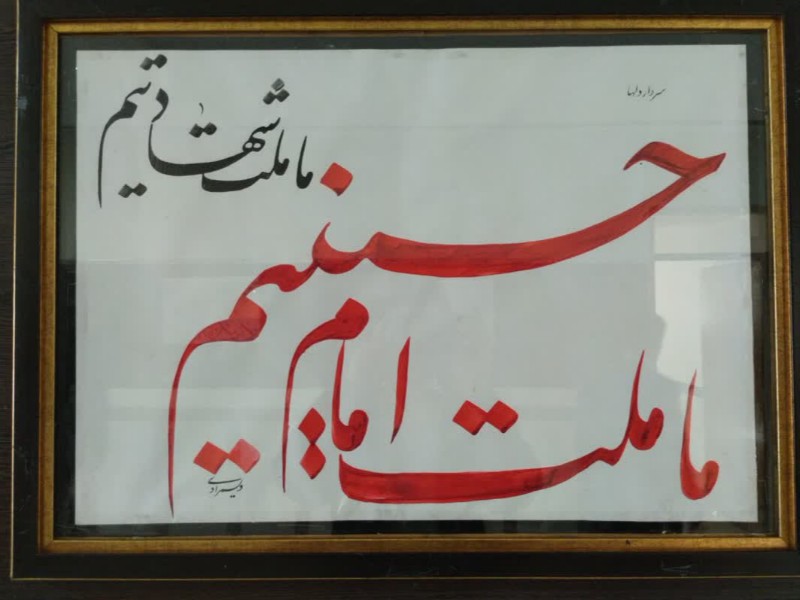 سردار دلها
ما ملت شهادتیم
ما ملت امام
حسینیم